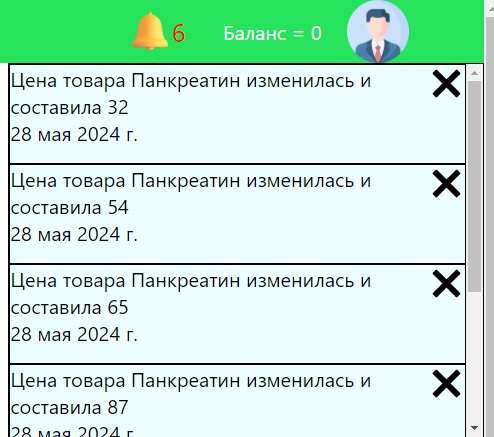 6
Баланс = 0
Цена товара Панкреатин изменилась и
составила 32
28 мая 2024 г.
Цена товара Панкреатин изменилась и
составила 54
28 мая 2024 г.
Цена товара Панкреатин изменилась и
составила 65
28 мая 2024 г.
Цена товара Панкреатин изменилась и
составила 87
28 мая 2024 г.